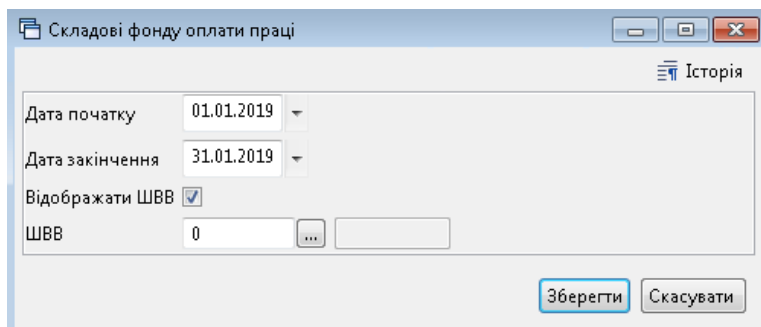 Складові фонду оплати праці
Історія
Дата початку 01.01.2019
Дата закінчення 31.01.2019
Відображати ШВВ
ШВВ 0 ...
Зберегти Скасувати